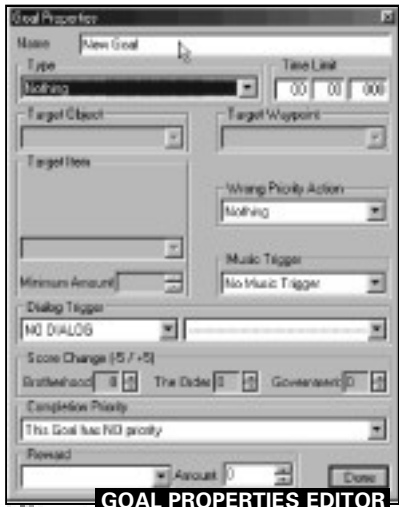 Goal Properties
Name New Goal
Type Time Limit
Nothing 00 00 000
Target Object Target Waypoint
Target Item
Wrong Priority Action
Nothing
Music Trigger
Minimum Amount No Music Trigger
Dialog Trigger
NO DIALOG
Score Change (-5 / +5)
Brotherhood 0 The Order 0 Government 0
Completion Priority
This Goal has NO priority
Reward
Amount 0 Done
GOAL PROPERTIES EDITOR